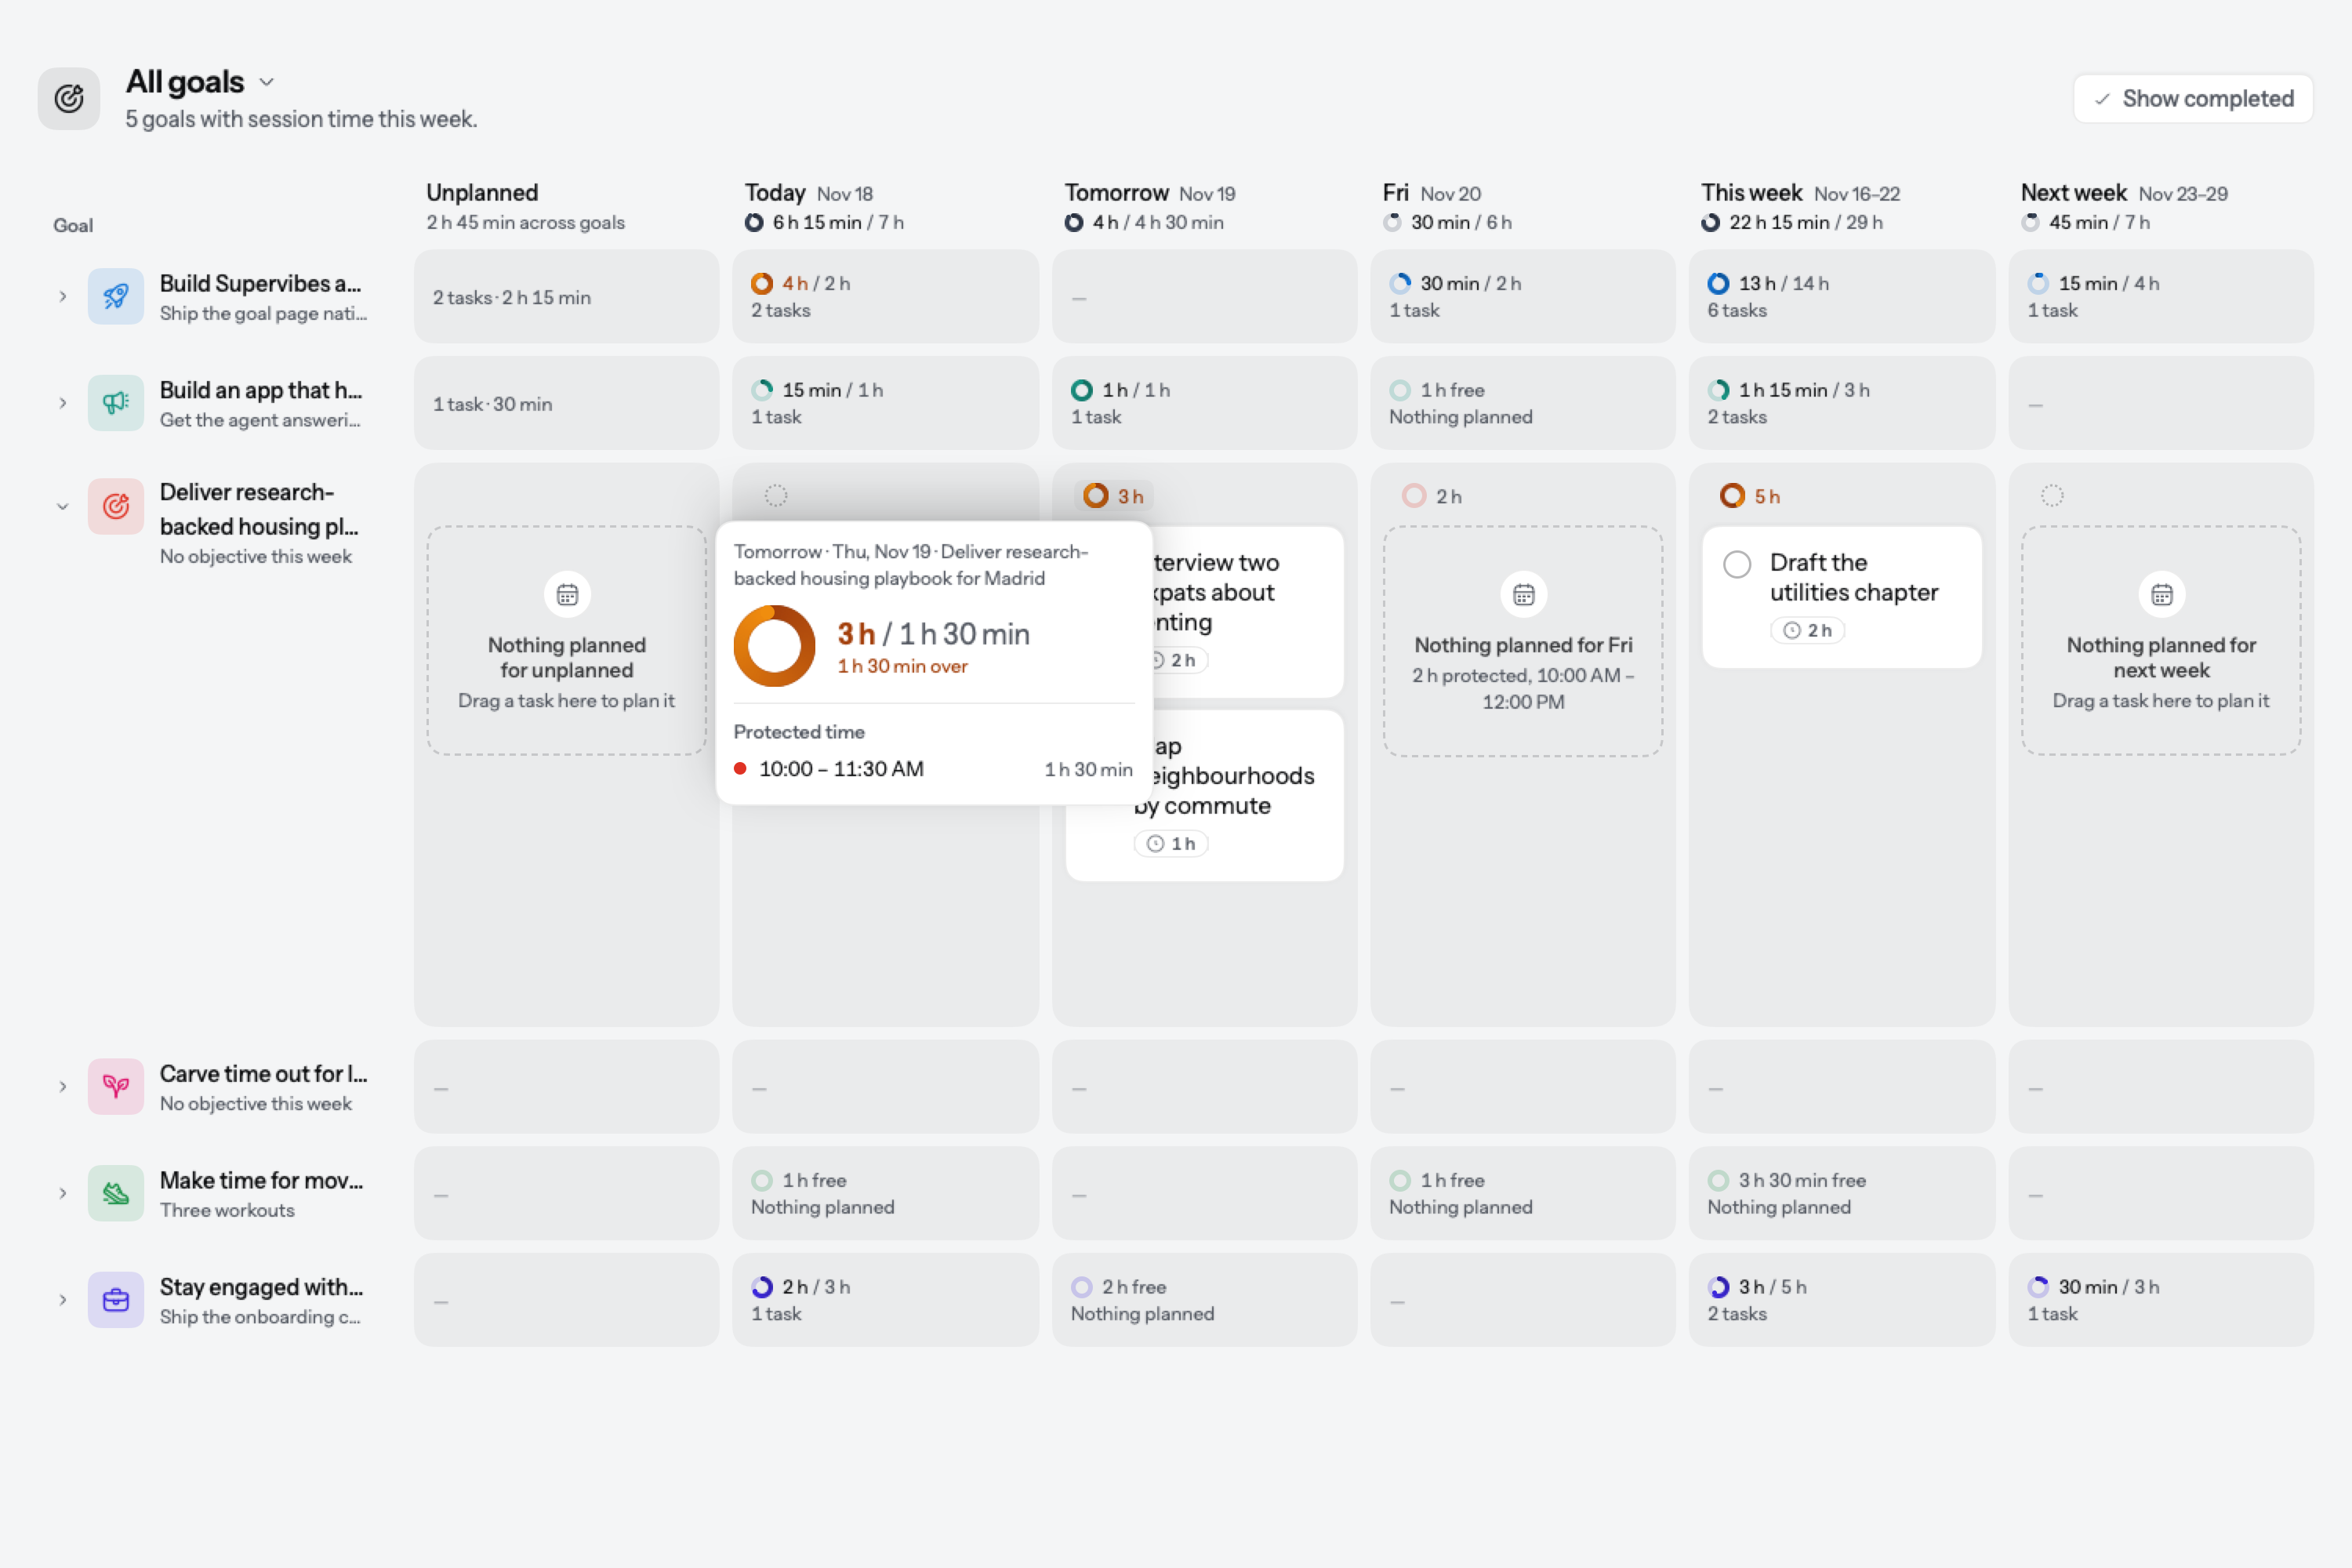 All goals
5 goals with session time this week.
Show completed
Goal
Unplanned
2 h 45 min across goals
Today Nov 18
6 h 15 min / 7 h
Tomorrow Nov 19
4 h / 4 h 30 min
Fri Nov 20
30 min / 6 h
This week Nov 16–22
22 h 15 min / 29 h
Next week Nov 23–29
45 min / 7 h
Build Supervibes a...
Ship the goal page nati...
2 tasks · 2 h 15 min
4 h / 2 h
2 tasks
–
30 min / 2 h
1 task
13 h / 14 h
6 tasks
15 min / 4 h
1 task
Build an app that h...
Get the agent answeri...
1 task · 30 min
15 min / 1 h
1 task
1 h / 1 h
1 task
1 h free
Nothing planned
1 h 15 min / 3 h
2 tasks
–
Deliver research-
backed housing pl...
No objective this week
Nothing planned
for unplanned
Drag a task here to plan it
Tomorrow · Thu, Nov 19 · Deliver research-
backed housing playbook for Madrid
3 h / 1 h 30 min
1 h 30 min over
Protected time
10:00 – 11:30 AM
1 h 30 min
3 h
terview two
xpats about
nting
2 h
ap
eighbourhoods
by commute
1 h
2 h
Nothing planned for Fri
2 h protected, 10:00 AM –
12:00 PM
5 h
Draft the
utilities chapter
2 h
Nothing planned for
next week
Drag a task here to plan it
Carve time out for l...
No objective this week
–
–
–
–
–
–
Make time for mov...
Three workouts
–
1 h free
Nothing planned
–
1 h free
Nothing planned
3 h 30 min free
Nothing planned
–
Stay engaged with...
Ship the onboarding c...
–
2 h / 3 h
1 task
2 h free
Nothing planned
–
3 h / 5 h
2 tasks
30 min / 3 h
1 task